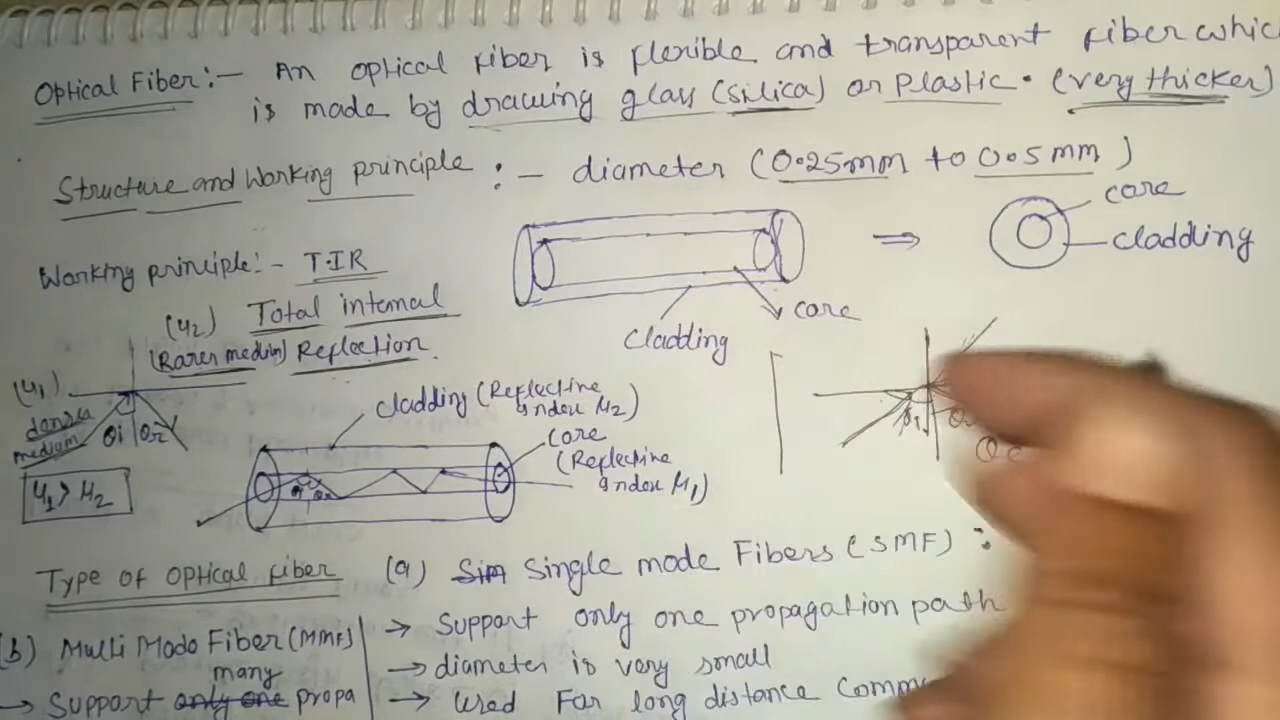 Optical Fiber:- An optical fiber is flexible and transparent fiber whic
is made by drawing glass (silica) or plastic. (very thicker)
Structure and Working principle :- diameter (0.25mm to 0.5mm)
core
cladding
Working principle:- T.I.R
core
cladding
(μ2) Total internal
(Rarer medium) Reflection
(μ1)
denser
medium
θi θr
μ1 > μ2
cladding (Reflective
index μ2)
core
(Reflective
index μ1)
Type of optical fiber (a) Sim Single mode Fibers (SMF) :
→ Support only one propagation path
→ diameter is very small
→ Used For long distance Comm
(b) Multi Mode Fiber (MMF)
many
→ Support only one propa